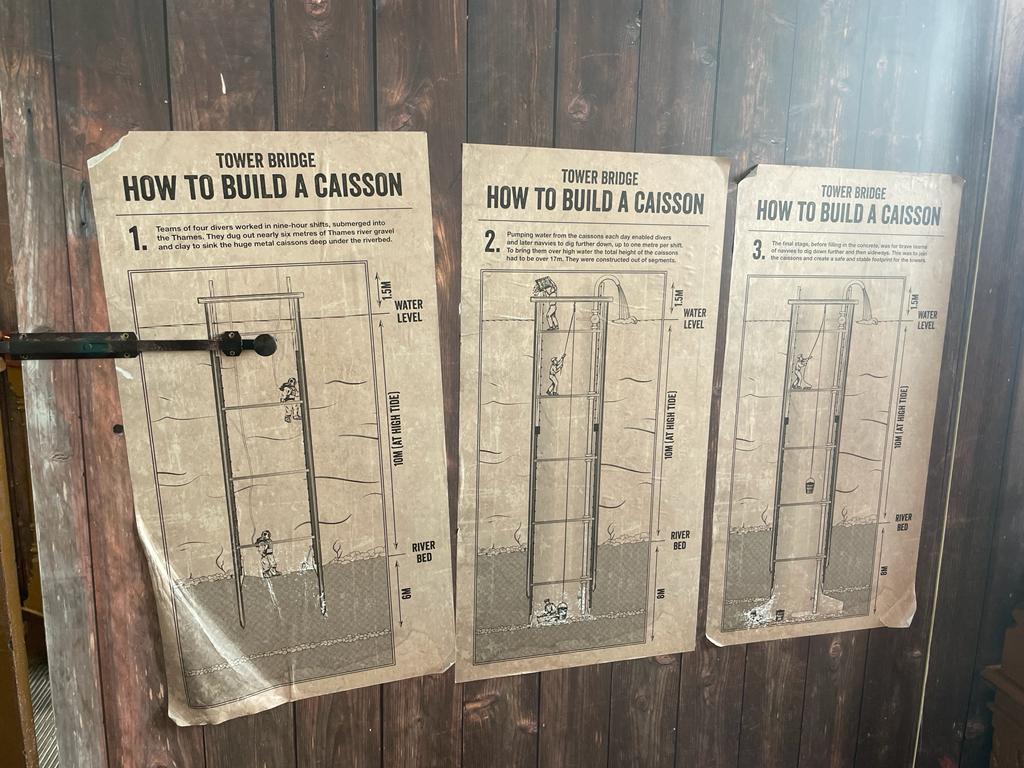 TOWER BRIDGE
HOW TO BUILD A CAISSON
1.
Teams of four divers worked in nine-hour shifts, submerged into
the Thames. They dug out nearly six metres of Thames river gravel
and clay to sink the huge metal caissons deep under the riverbed.
1.5M
WATER
LEVEL
10M (AT HIGH TIDE)
RIVER
BED
6M
TOWER BRIDGE
HOW TO BUILD A CAISSON
2.
Pumping water from the caissons each day enabled divers
and later navvies to dig further down, up to one metre per shift.
To bring them over high water the total height of the caissons
had to be over 17m. They were constructed out of segments.
1.5M
WATER
LEVEL
10M (AT HIGH TIDE)
RIVER
BED
8M
TOWER BRIDGE
HOW TO BUILD A CAISSON
3.
The final stage, before filling in the concrete, was for brave teams
of navvies to dig down further and then sideways. This was to join
the caissons and create a safe and stable footprint for the towers.
1.5M
WATER
LEVEL
10M (AT HIGH TIDE)
RIVER
BED
8M